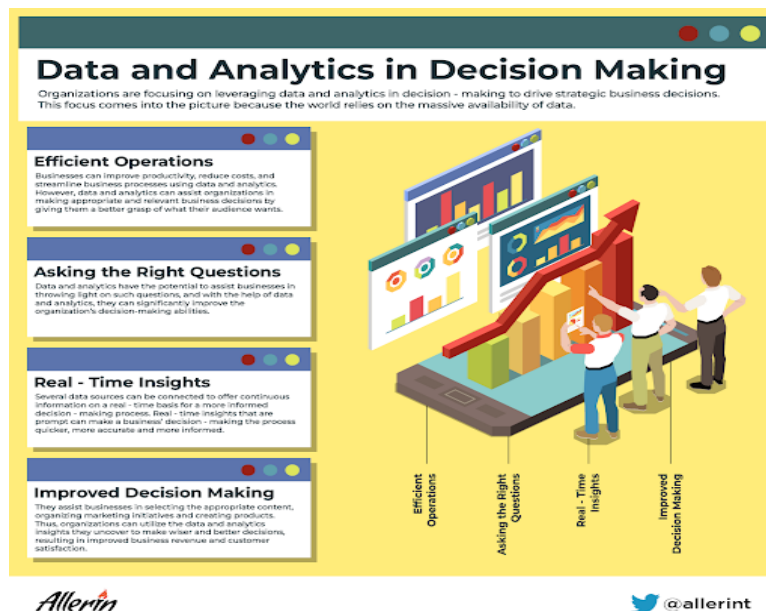 Data and Analytics in Decision Making
Organizations are focusing on leveraging data and analytics in decision - making to drive strategic business decisions.
This focus comes into the picture because the world relies on the massive availability of data.
Efficient Operations
Businesses can improve productivity, reduce costs, and
streamline business processes using data and analytics.
However, data and analytics can assist organizations in
making appropriate and relevant business decisions by
giving them a better grasp of what their audience wants.
Asking the Right Questions
Data and analytics have the potential to assist businesses in
throwing light on such questions, and with the help of data
and analytics, they can significantly improve the
organization's decision-making abilities.
Real - Time Insights
Several data sources can be connected to offer continuous
information on a real - time basis for a more informed
decision - making process. Real - time insights that are
prompt can make a business' decision - making the process
quicker, more accurate and more informed.
Improved Decision Making
They assist businesses in selecting the appropriate content,
organizing marketing initiatives and creating products.
Thus, organizations can utilize the data and analytics
insights they uncover to make wiser and better decisions,
resulting in improved business revenue and customer
satisfaction.
Efficient
Operations
Asking the Right
Questions
Real - Time
Insights
Improved
Decision Making
Allerin
@allerint